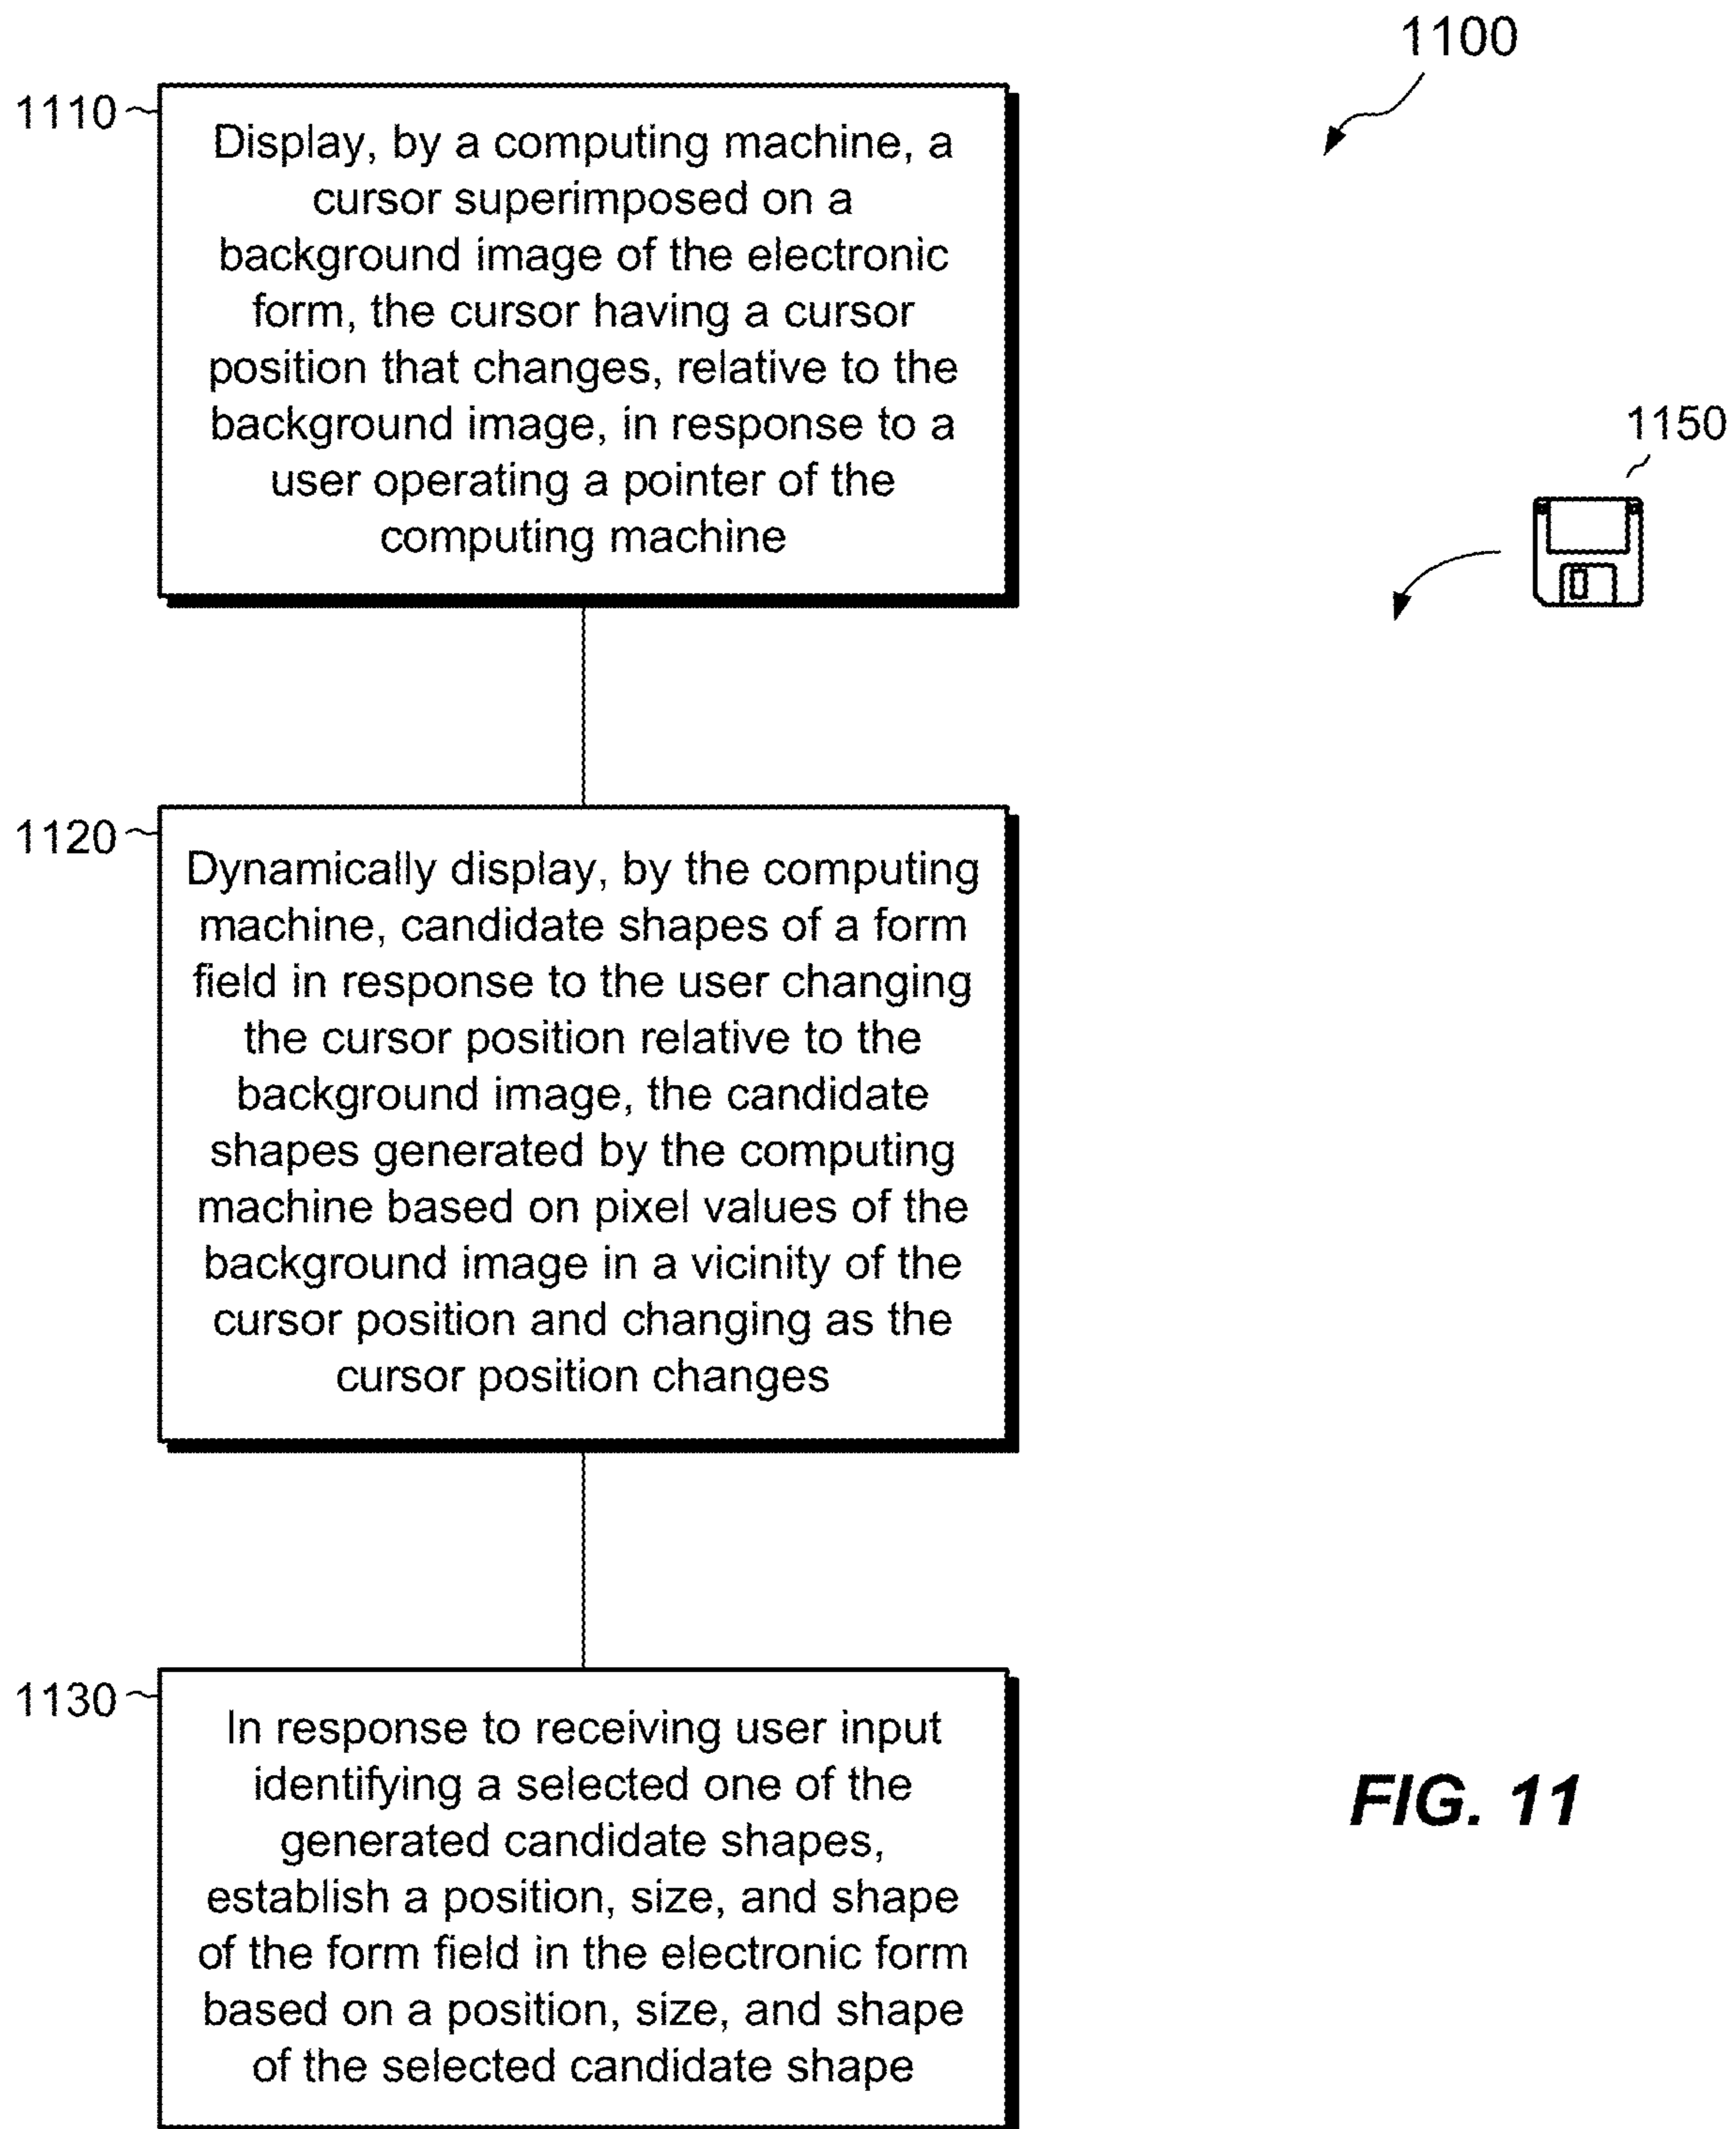 1100
1110
Display, by a computing machine, a
cursor superimposed on a
background image of the electronic
form, the cursor having a cursor
position that changes, relative to the
background image, in response to a
user operating a pointer of the
computing machine
1150
1120
Dynamically display, by the computing
machine, candidate shapes of a form
field in response to the user changing
the cursor position relative to the
background image, the candidate
shapes generated by the computing
machine based on pixel values of the
background image in a vicinity of the
cursor position and changing as the
cursor position changes
1130
In response to receiving user input
identifying a selected one of the
generated candidate shapes,
establish a position, size, and shape
of the form field in the electronic form
based on a position, size, and shape
of the selected candidate shape
FIG. 11